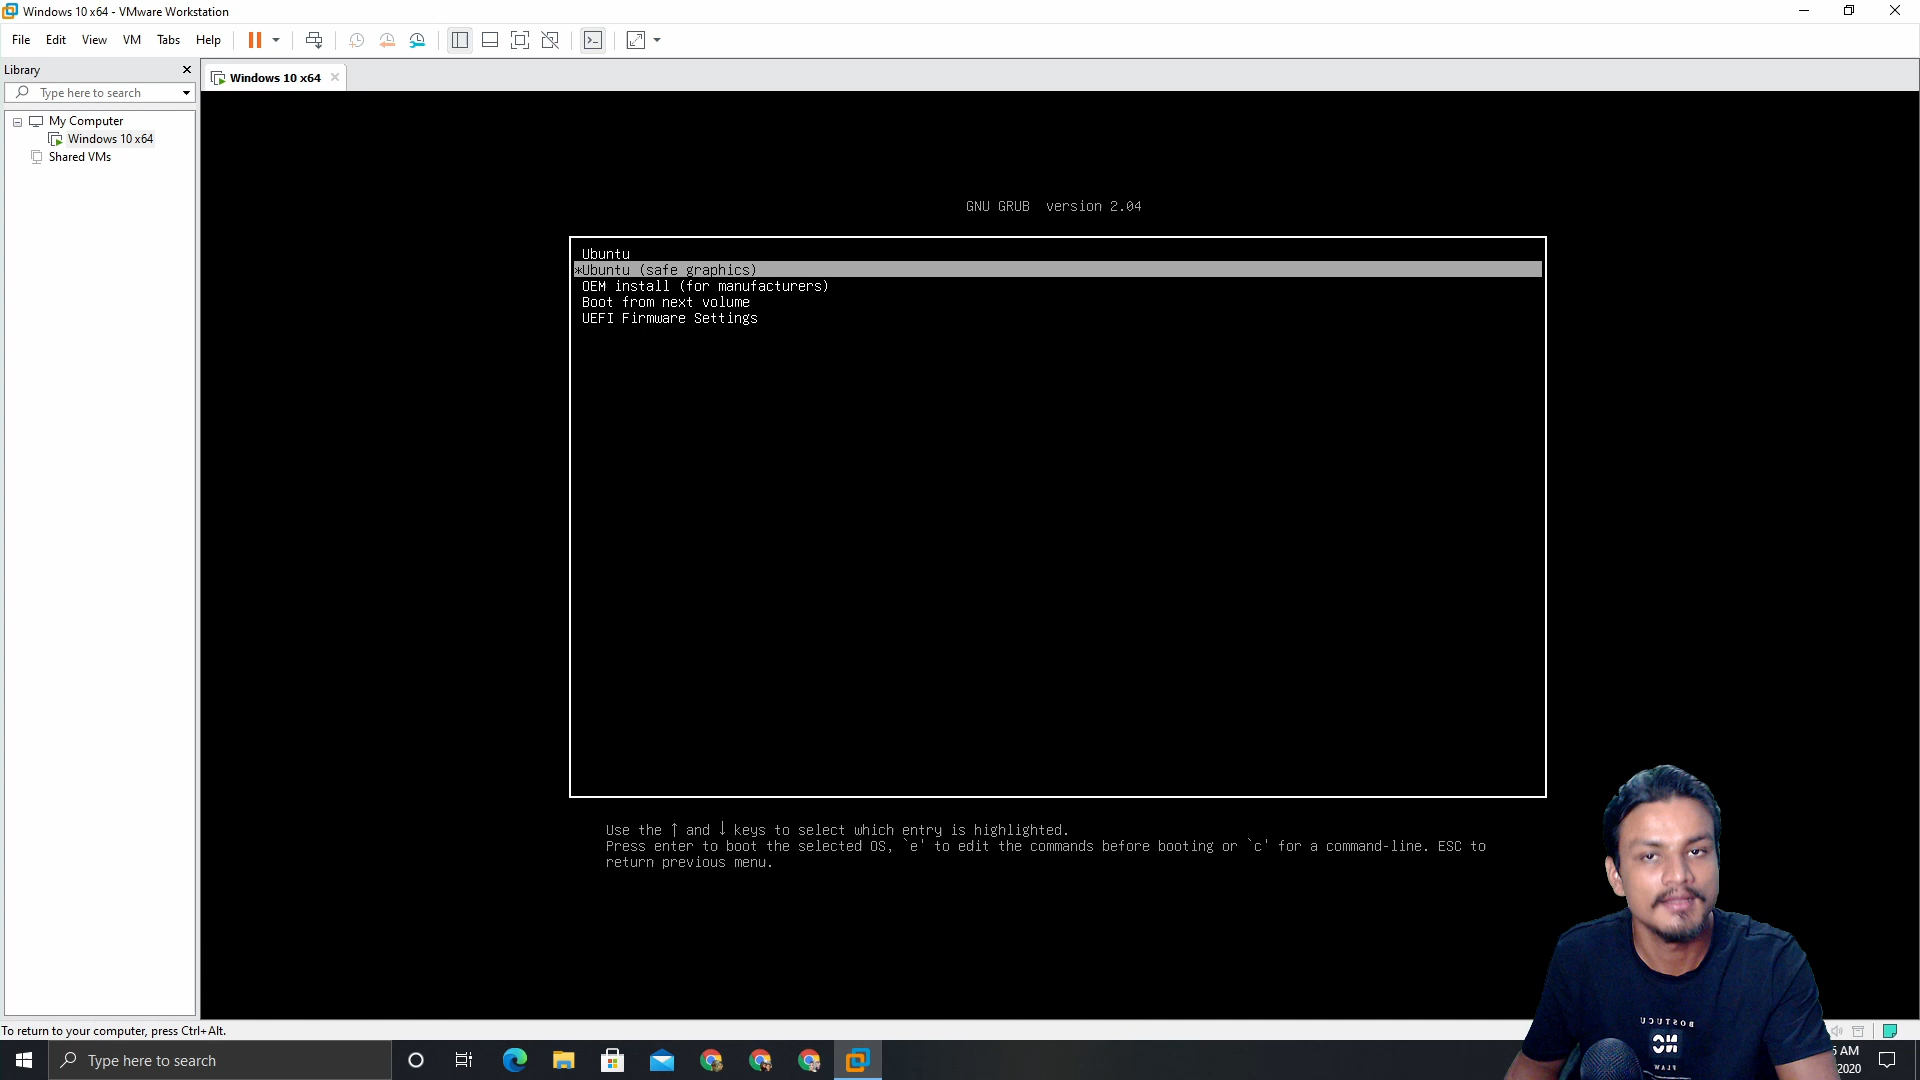 Windows 10 x64 - VMware Workstation
File Edit View VM Tabs Help
Library
Type here to search
Windows 10 x64
My Computer
Windows 10 x64
Shared VMs
GNU GRUB version 2.04
Ubuntu
*Ubuntu (safe graphics)
OEM install (for manufacturers)
Boot from next volume
UEFI Firmware Settings
Use the ↑ and ↓ keys to select which entry is highlighted.
Press enter to boot the selected OS, `e' to edit the commands before booting or `c' for a command-line. ESC to
return previous menu.
To return to your computer, press Ctrl+Alt.
Type here to search
5 AM
2020